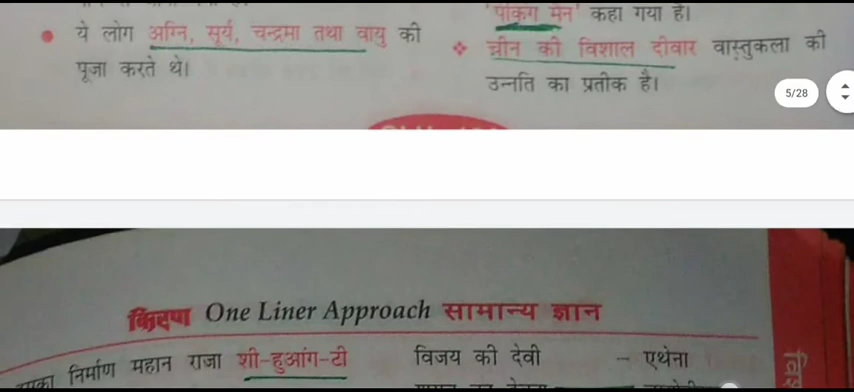 ये लोग अग्नि, सूर्य, चन्द्रमा तथा वायु की
पूजा करते थे।
'पीकिंग मैन' कहा गया है।
❖ चीन की विशाल दीवार वास्तुकला की
उन्नति का प्रतीक है।
5/28
किरण One Liner Approach सामान्य ज्ञान
निर्माण महान राजा शी-हुआंग-टी
विजय की देवी – एथेना